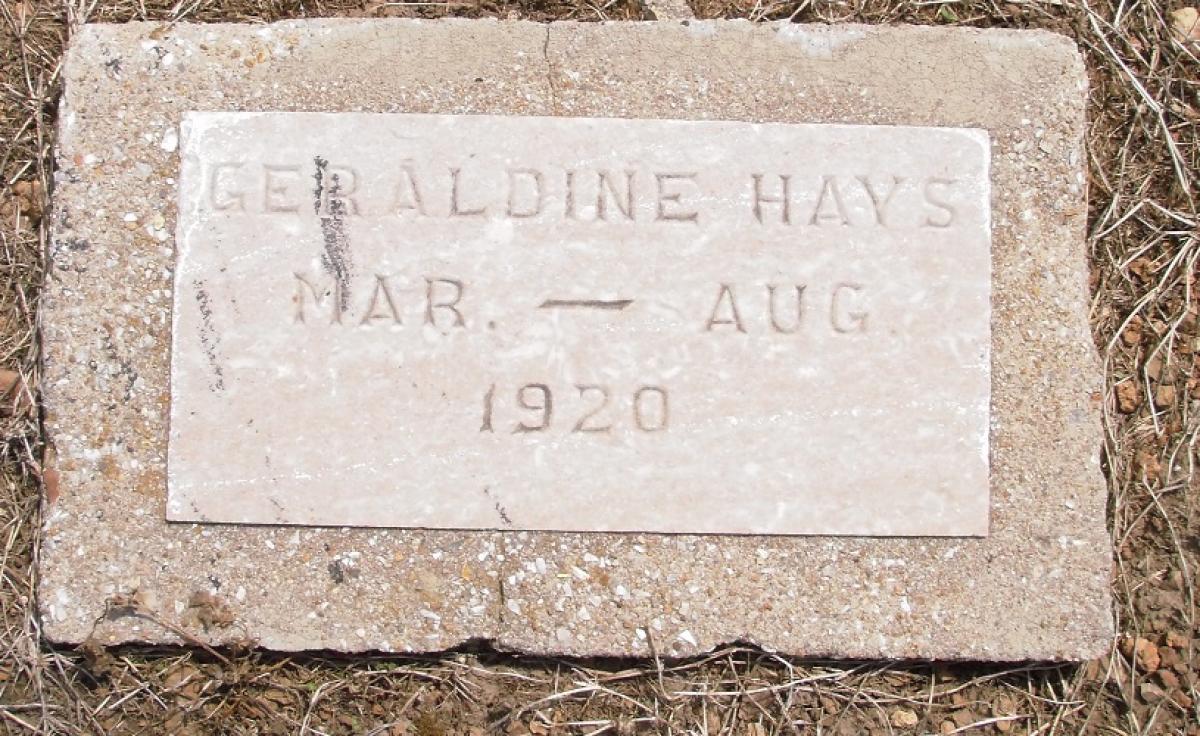 GERALDINE HAYS
MAR. — AUG.
1920